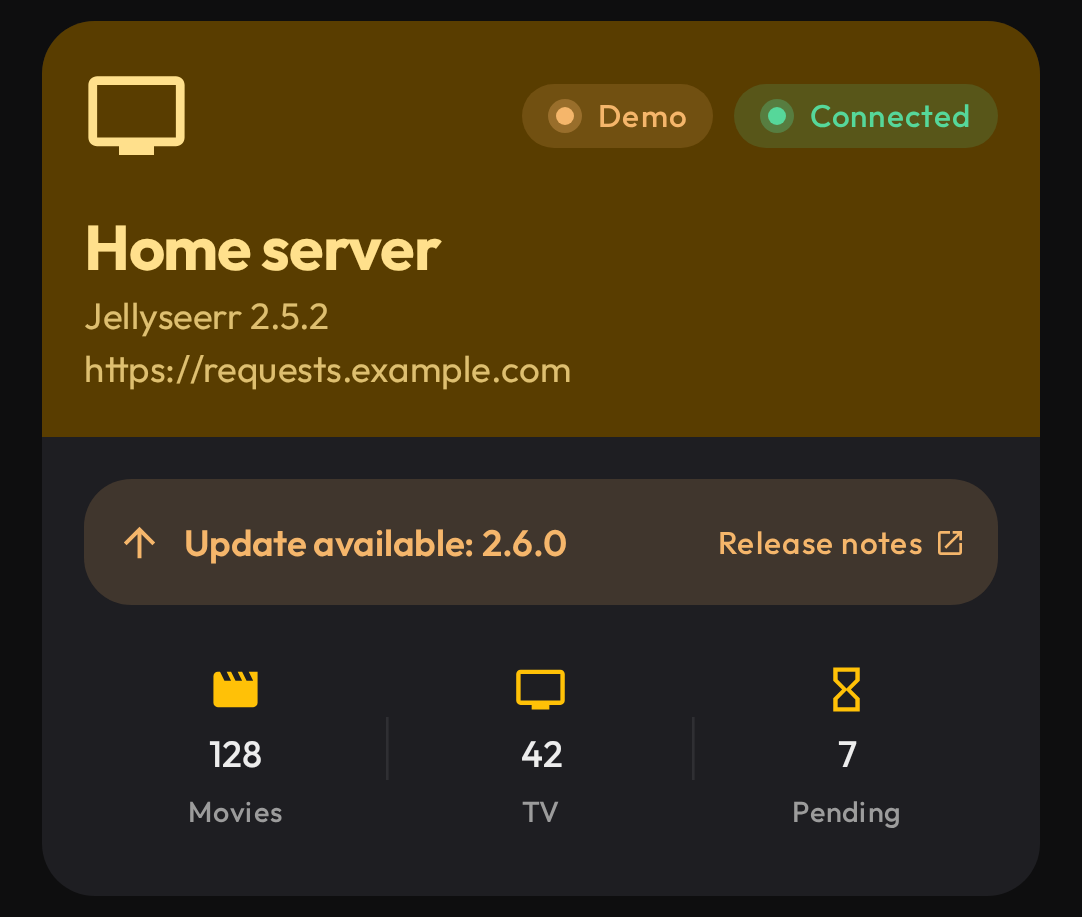 Demo
Connected
Home server
Jellyseerr 2.5.2
https://requests.example.com
Update available: 2.6.0
Release notes
128
42
7
Movies
TV
Pending